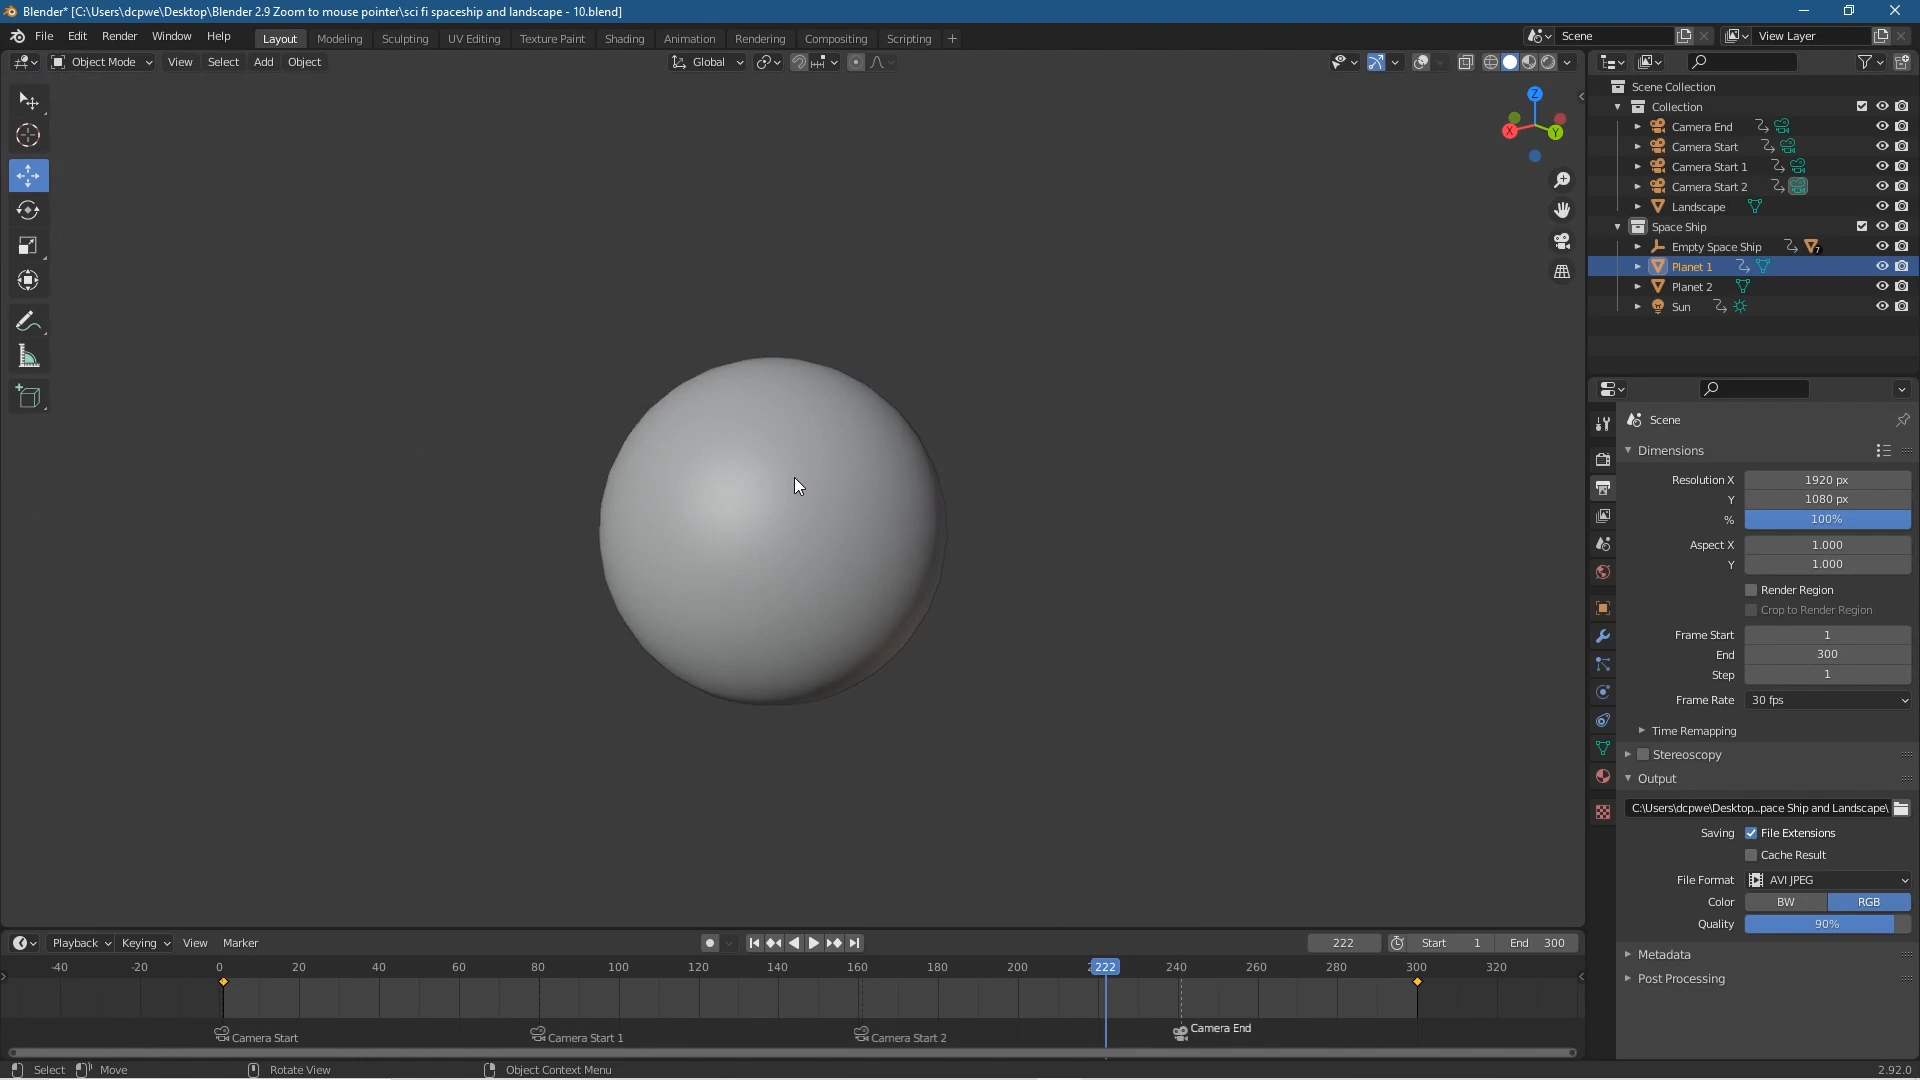 Blender* [C:\Users\dcpwe\Desktop\Blender 2.9 Zoom to mouse pointer\sci fi spaceship and landscape - 10.blend]
File Edit Render Window Help Layout Modeling Sculpting UV Editing Texture Paint Shading Animation Rendering Compositing Scripting + Scene View Layer
Object Mode View Select Add Object Global
Scene Collection
Collection
Camera End
Camera Start
Camera Start 1
Camera Start 2
Landscape
Space Ship
Empty Space Ship 7
Planet 1
Planet 2
Sun
Z
X
Y
Scene
Dimensions
Resolution X 1920 px
Y 1080 px
% 100%
Aspect X 1.000
Y 1.000
Render Region
Crop to Render Region
Frame Start 1
End 300
Step 1
Frame Rate 30 fps
Time Remapping
Stereoscopy
Output
C:\Users\dcpwe\Desktop...pace Ship and Landscape\
Saving File Extensions
Cache Result
File Format AVI JPEG
Color BW RGB
Quality 90%
Metadata
Post Processing
Playback Keying View Marker 222 Start 1 End 300
-40 -20 0 20 40 60 80 100 120 140 160 180 200 222 240 260 280 300 320
Camera Start Camera Start 1 Camera Start 2 Camera End
Select Move Rotate View Object Context Menu 2.92.0